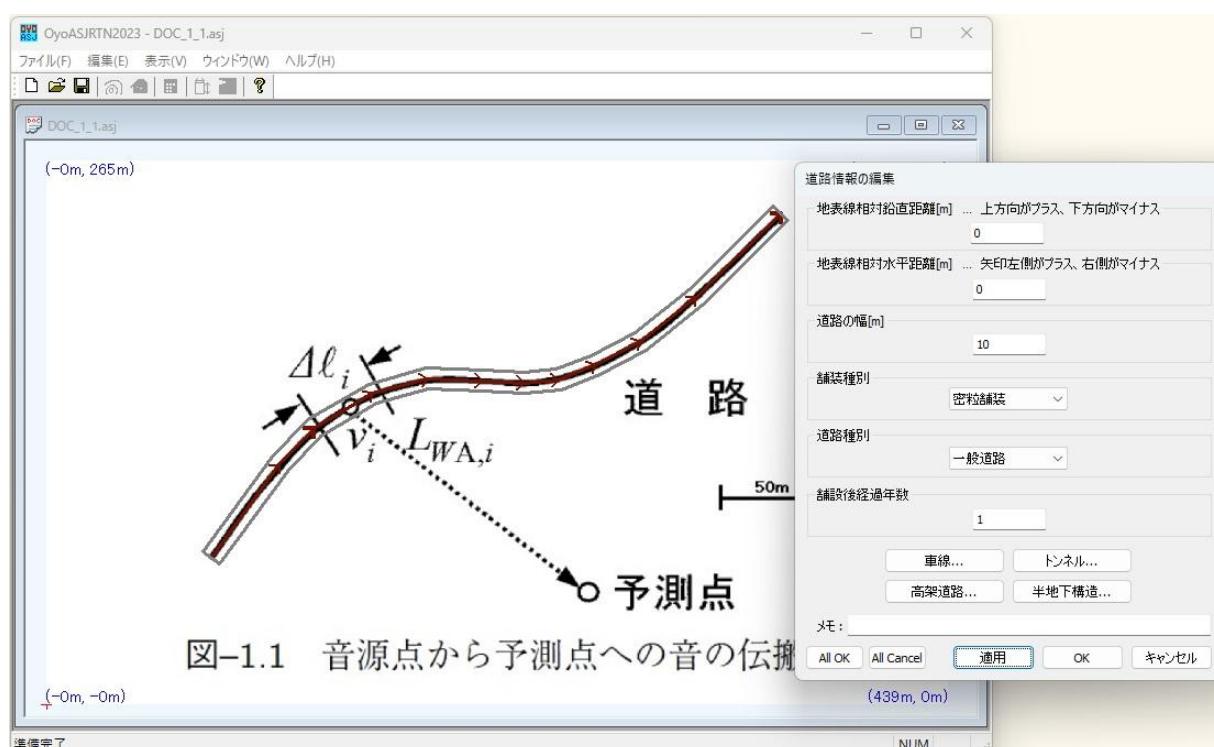 OyoASJRTN2023 - DOC_1_1.asj
ファイル(F) 編集(E) 表示(V) ウィンドウ(W) ヘルプ(H)
DOC_1_1.asj
(-0m, 265m)
Δℓi
vi
LWA,i
道 路
50m
予測点
図-1.1 音源点から予測点への音の伝搬
(-0m, -0m)
(439m, 0m)
準備完了
NUM
道路情報の編集
地表線相対鉛直距離[m] ... 上方向がプラス、下方向がマイナス
0
地表線相対水平距離[m] ... 矢印左側がプラス、右側がマイナス
0
道路の幅[m]
10
舗装種別
密粒舗装
道路種別
一般道路
舗設後経過年数
1
車線... トンネル...
高架道路... 半地下構造...
メモ :
All OK All Cancel 適用 OK キャンセル